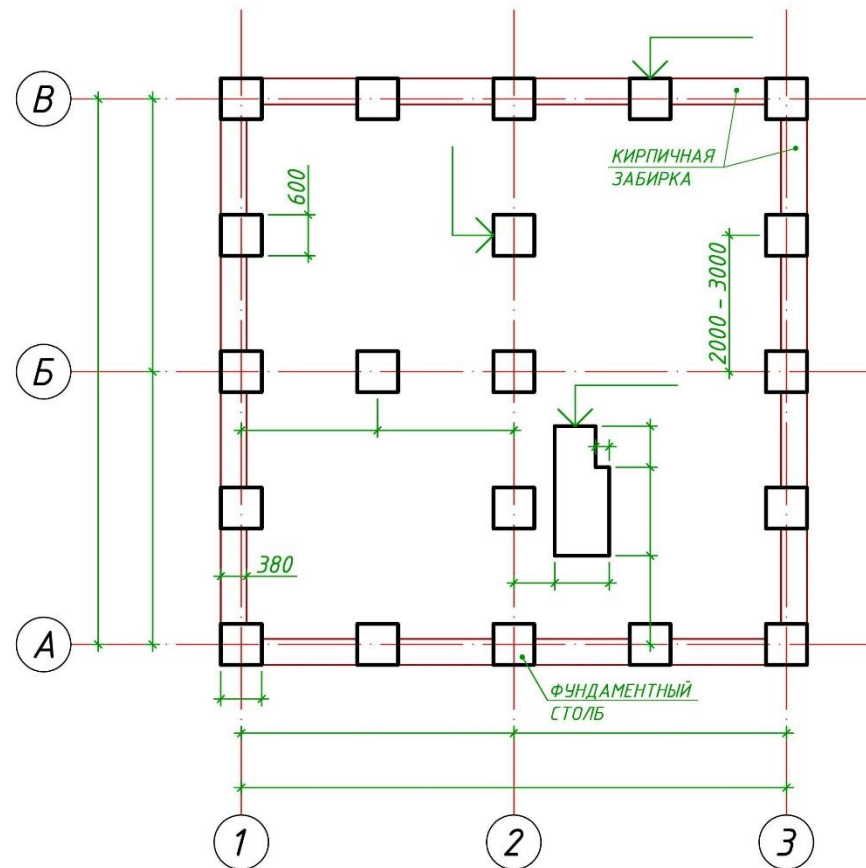 В
КИРПИЧНАЯ
ЗАБИРКА
600
2000 - 3000
Б
380
А
ФУНДАМЕНТНЫЙ
СТОЛБ
1
2
3